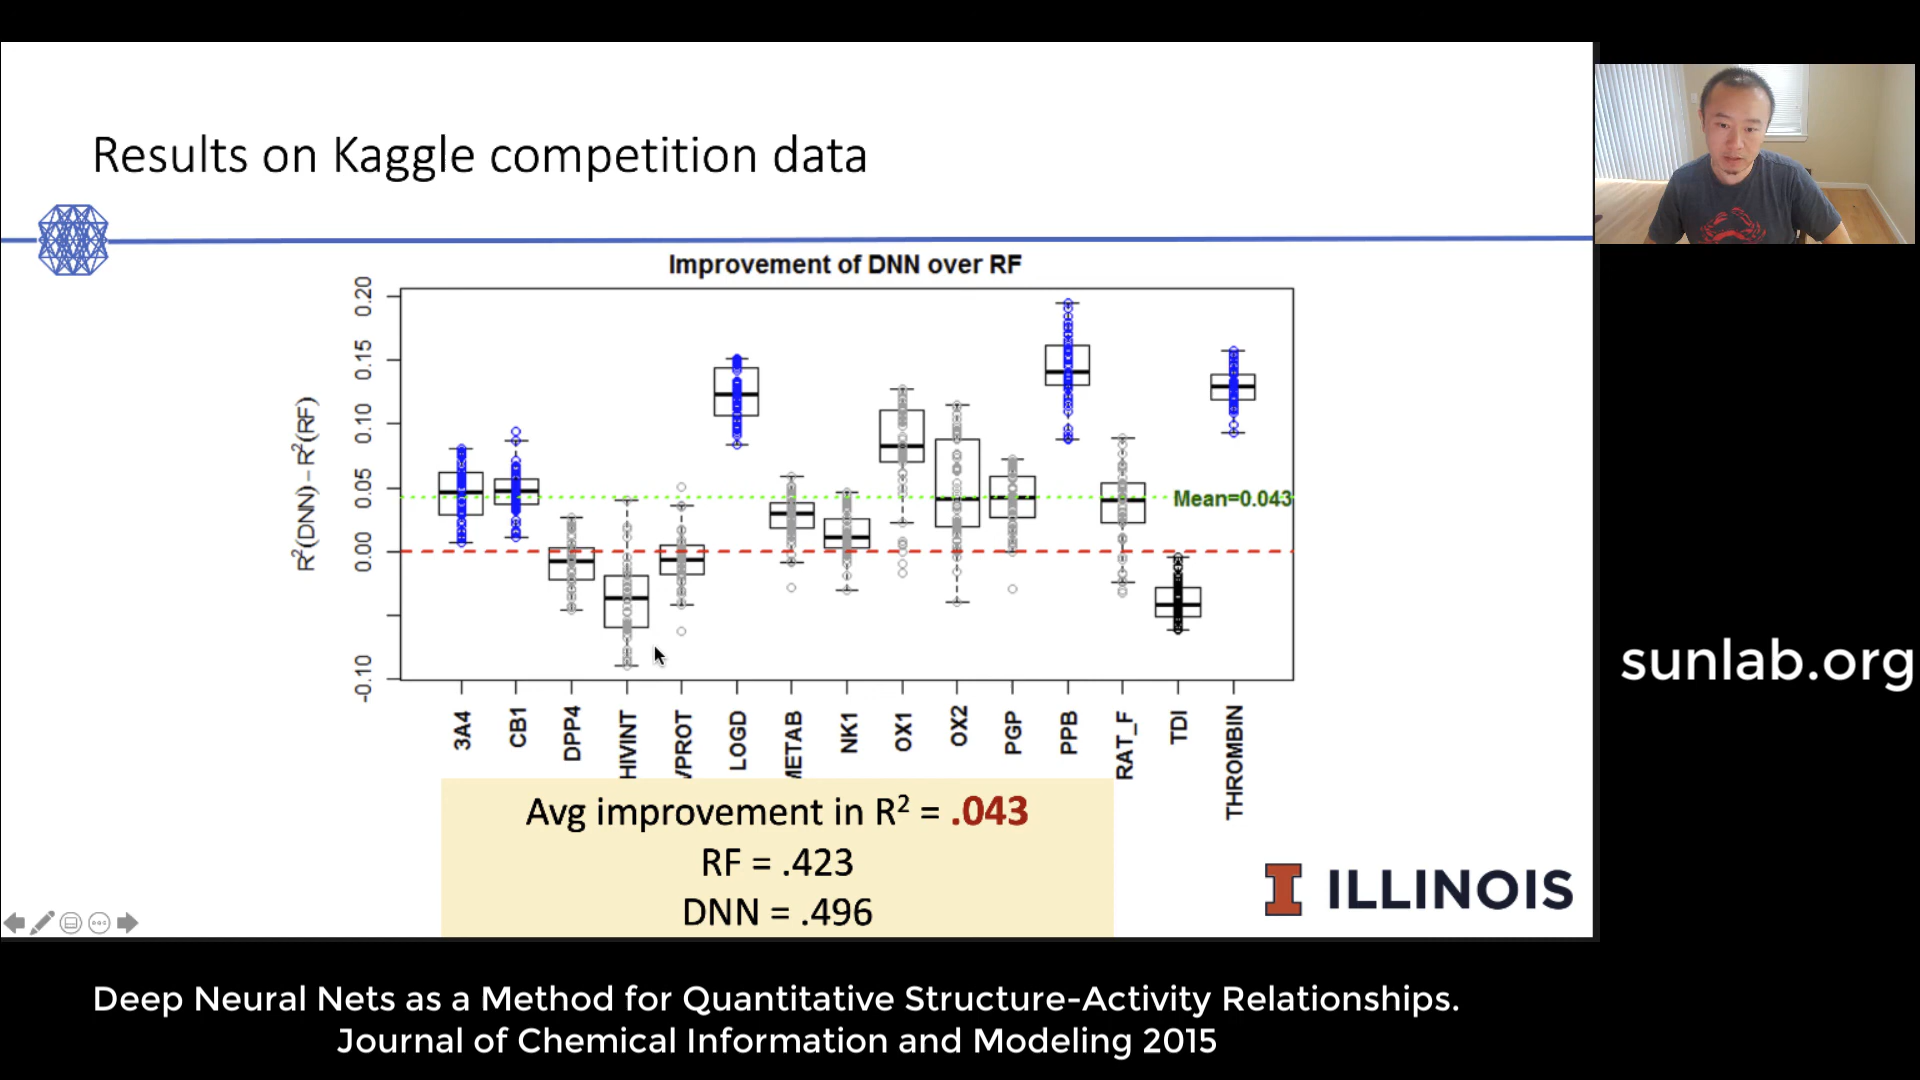 Results on Kaggle competition data
Improvement of DNN over RF
R²(DNN) – R²(RF)
0.20
0.15
0.10
0.05
0.00
-0.10
Mean=0.043
3A4
CB1
DPP4
HIVINT
VPROT
LOGD
METAB
NK1
OX1
OX2
PGP
PPB
RAT_F
TDI
THROMBIN
Avg improvement in R² = .043
RF = .423
DNN = .496
I ILLINOIS
sunlab.org
Deep Neural Nets as a Method for Quantitative Structure-Activity Relationships.
Journal of Chemical Information and Modeling 2015